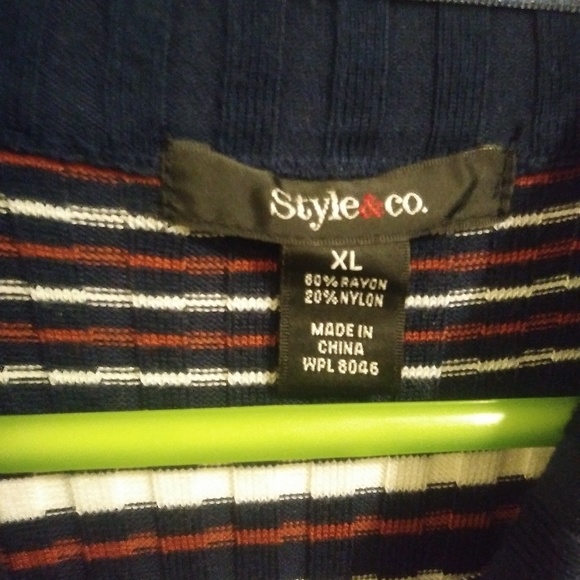 Style&co.
XL
80% RAYON
20% NYLON
MADE IN
CHINA
WPL 8046